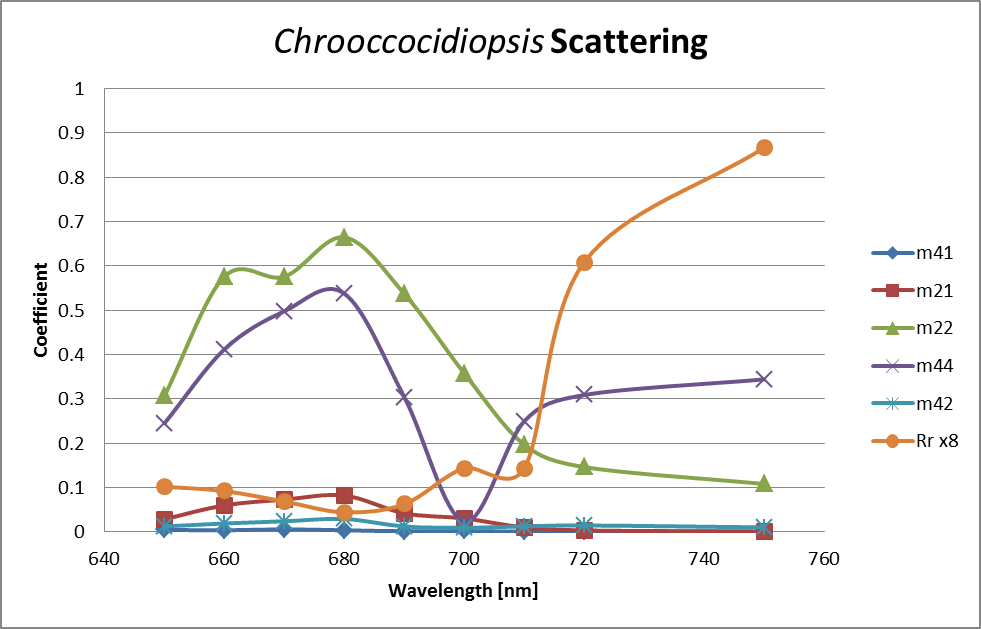 Chrooccocidiopsis Scattering
1
0.9
0.8
0.7
0.6
0.5
0.4
0.3
0.2
0.1
0
Coefficient
640 660 680 700 720 740 760
Wavelength [nm]
m41
m21
m22
m44
m42
Rr x8